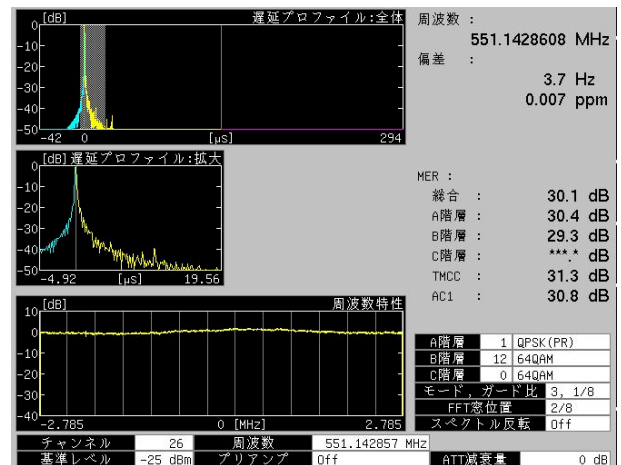 [dB] 遅延プロファイル:全体
0
-10
-20
-30
-40
-50
-42 0 [μS] 294
[dB] 遅延プロファイル:拡大
0
-10
-20
-30
-40
-50
-4.92 [μS] 19.56
[dB] 周波数特性
10
0
-10
-20
-30
-40
-2.785 0 [MHz] 2.785
周波数 :
551.1428608 MHz
偏差 :
3.7 Hz
0.007 ppm
MER :
総合 : 30.1 dB
A階層 : 30.4 dB
B階層 : 29.3 dB
C階層 : ***.* dB
TMCC : 31.3 dB
AC1 : 30.8 dB
A階層 1 QPSK(PR)
B階層 12 64QAM
C階層 0 64QAM
モード, ガード比 3, 1/8
FFT窓位置 2/8
スペクトル反転 Off
チャンネル 26 周波数 551.142857 MHz
基準レベル -25 dBm プリアンプ Off ATT減衰量 0 dB